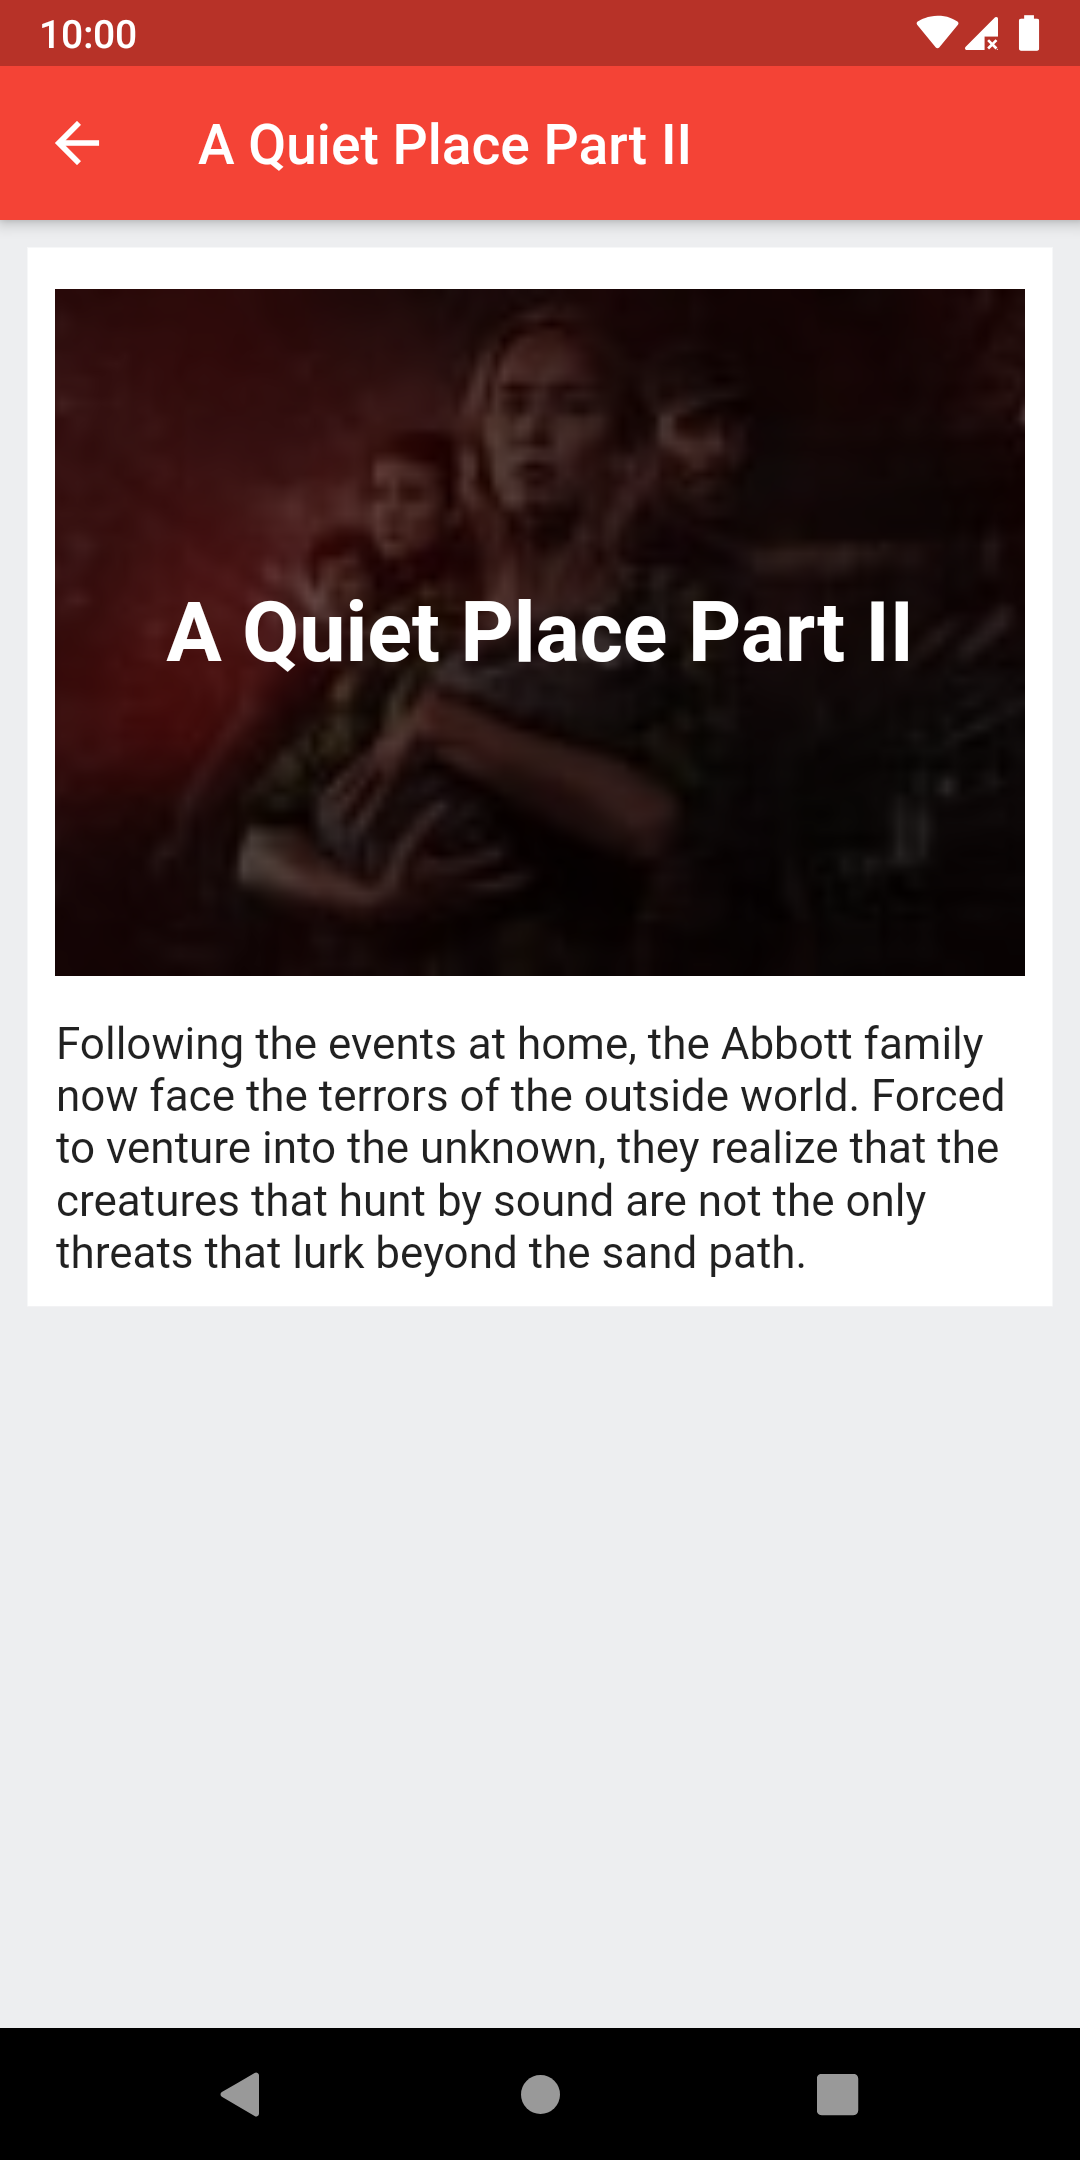 10:00
A Quiet Place Part II
A Quiet Place Part II
Following the events at home, the Abbott family
now face the terrors of the outside world. Forced
to venture into the unknown, they realize that the
creatures that hunt by sound are not the only
threats that lurk beyond the sand path.